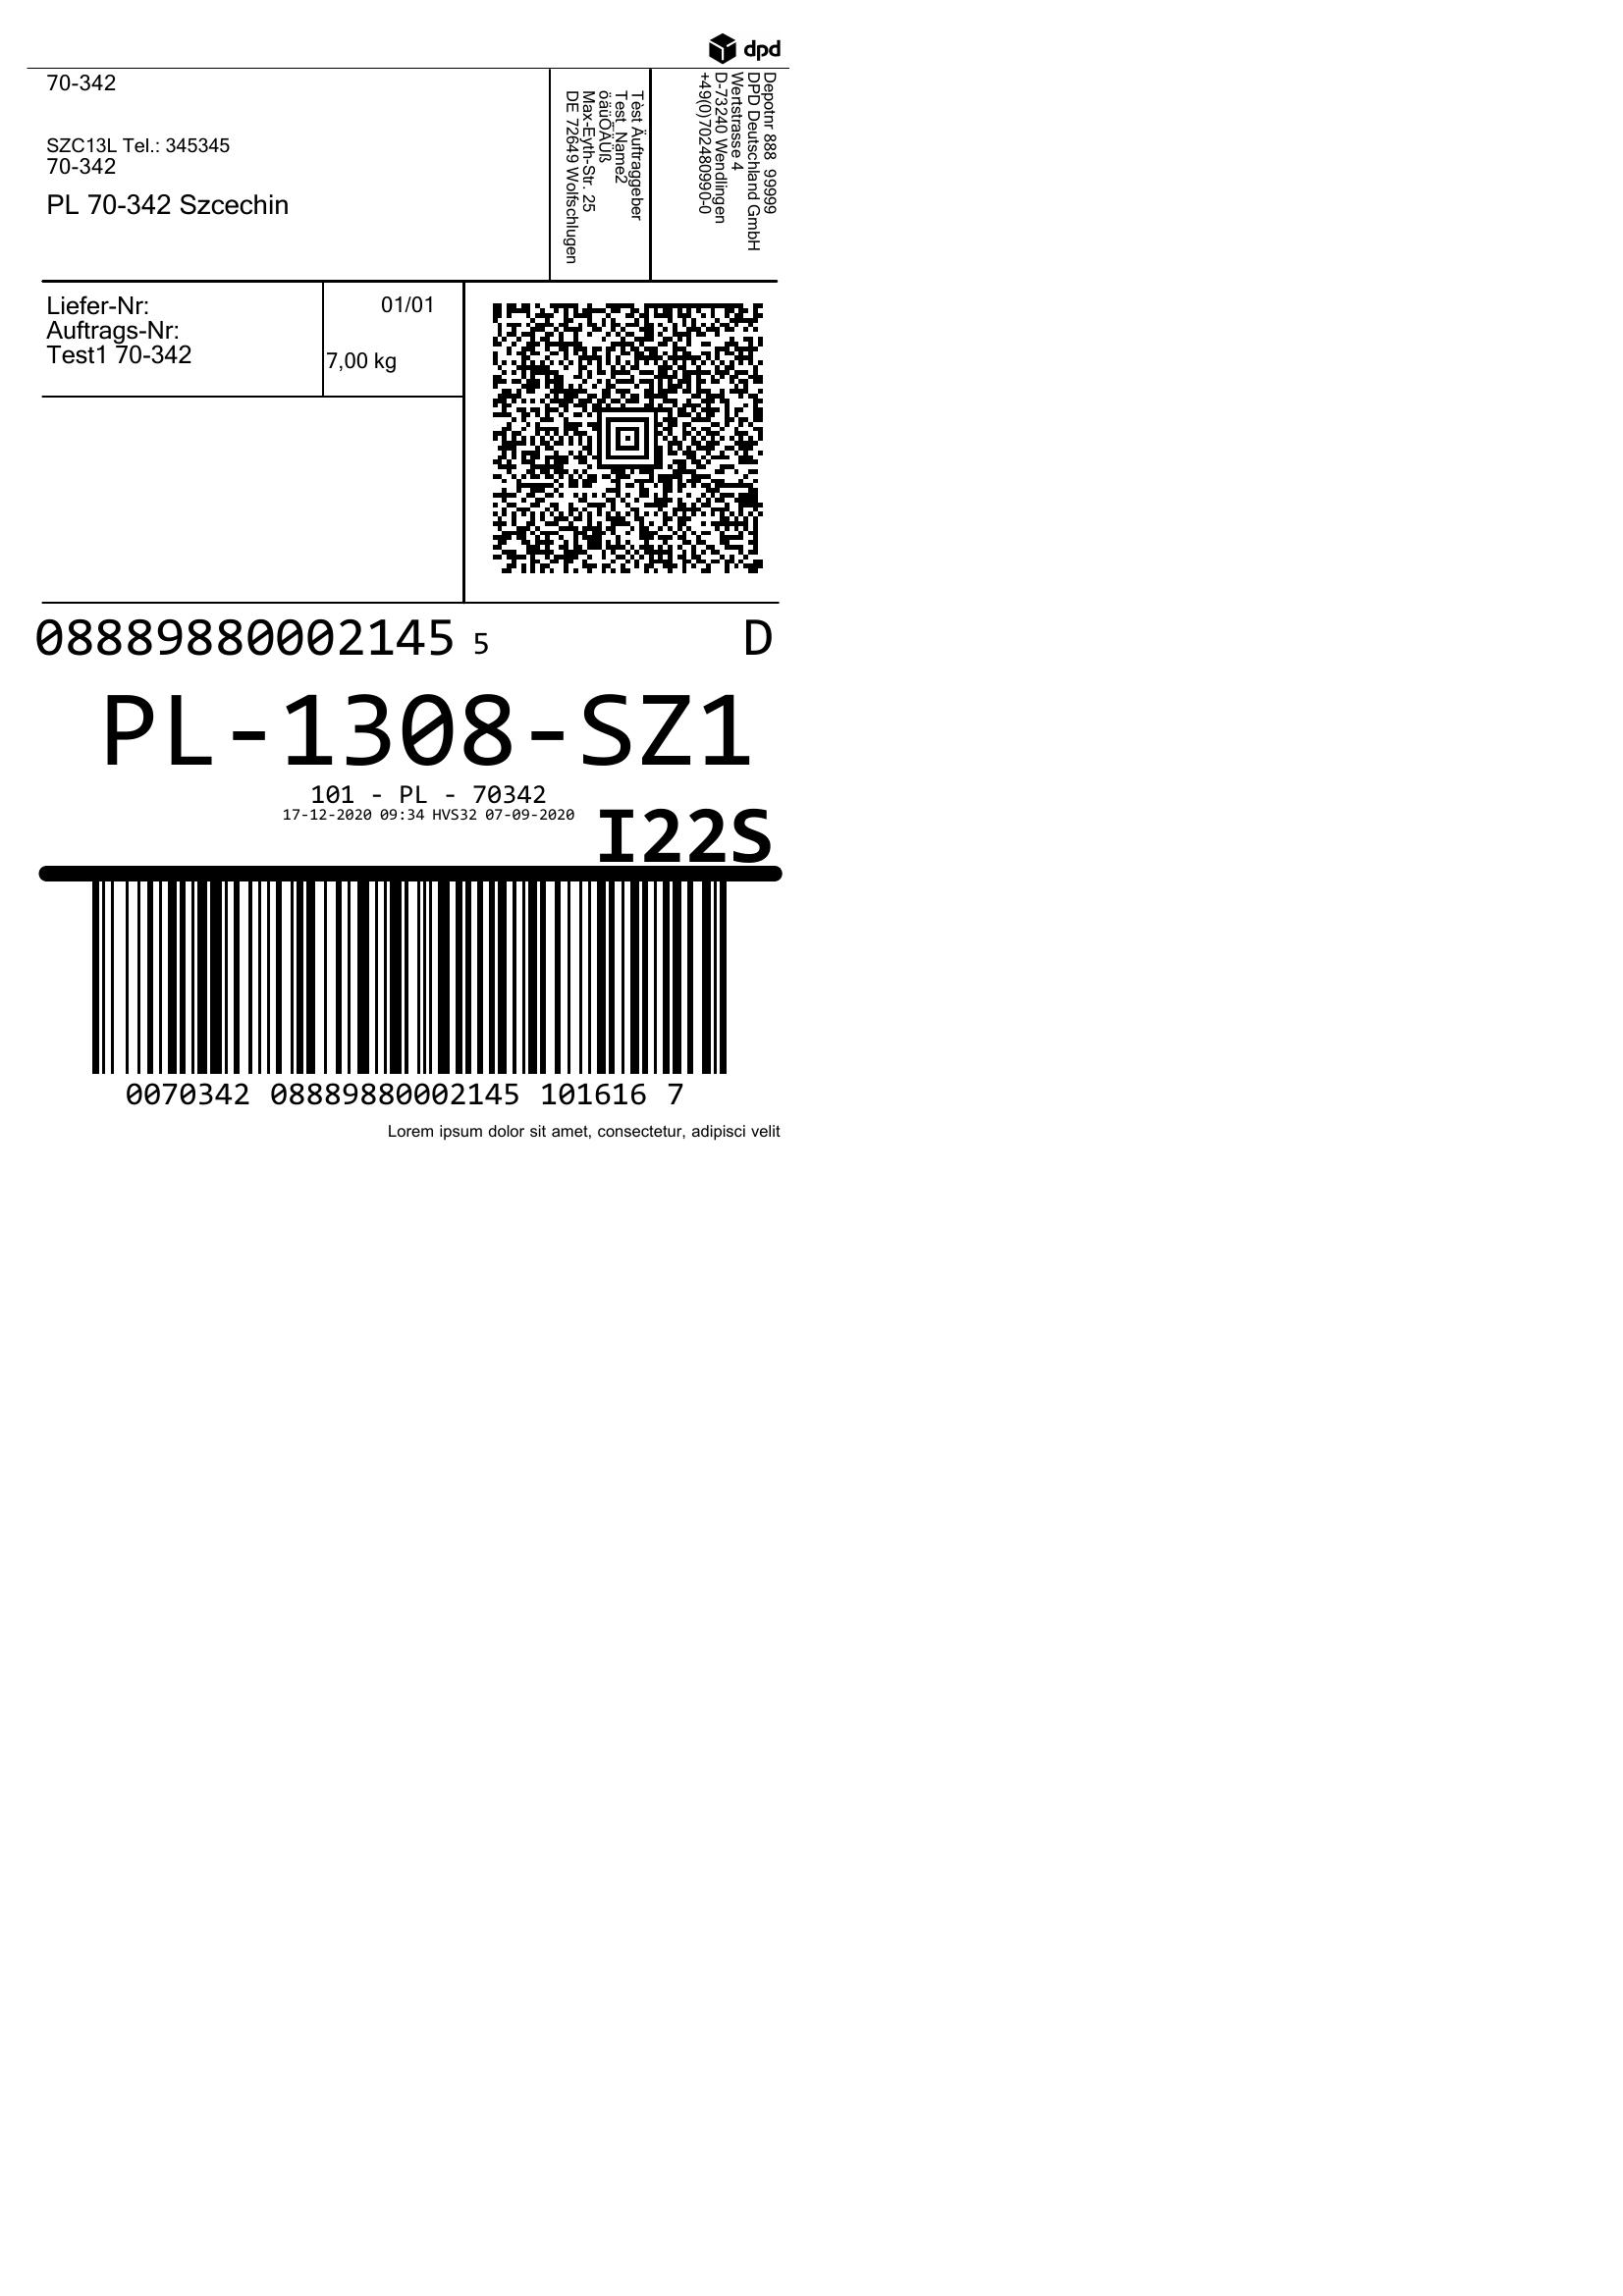 dpd
70-342
SZC13L Tel.: 345345
70-342
PL 70-342 Szcechin
Tèst Äuftraggeber
Test_Name2
öäüÖÄÜß
Max-Eyth-Str. 25
DE 72649 Wolfschlugen
Depotnr 888 99999
DPD Deutschland GmbH
Wertstrasse 4
D-73240 Wendlingen
+49(0)702480990-0
Liefer-Nr:
Auftrags-Nr:
Test1 70-342
01/01
7,00 kg
08889880002145 5 D
PL-1308-SZ1
101 - PL - 70342
17-12-2020 09:34 HVS32 07-09-2020
I22S
0070342 08889880002145 101616 7
Lorem ipsum dolor sit amet, consectetur, adipisci velit